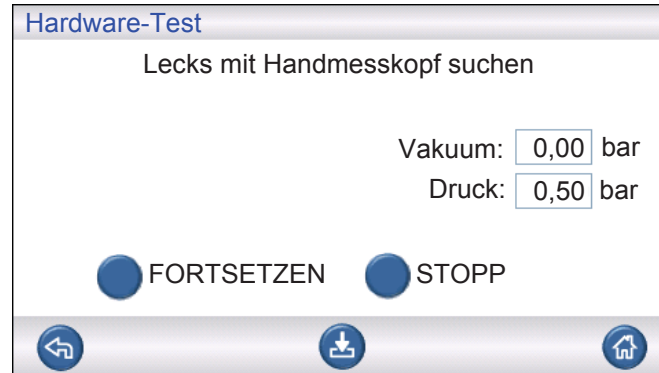 Hardware-Test
Lecks mit Handmesskopf suchen
Vakuum: 0,00 bar
Druck: 0,50 bar
FORTSETZEN STOPP